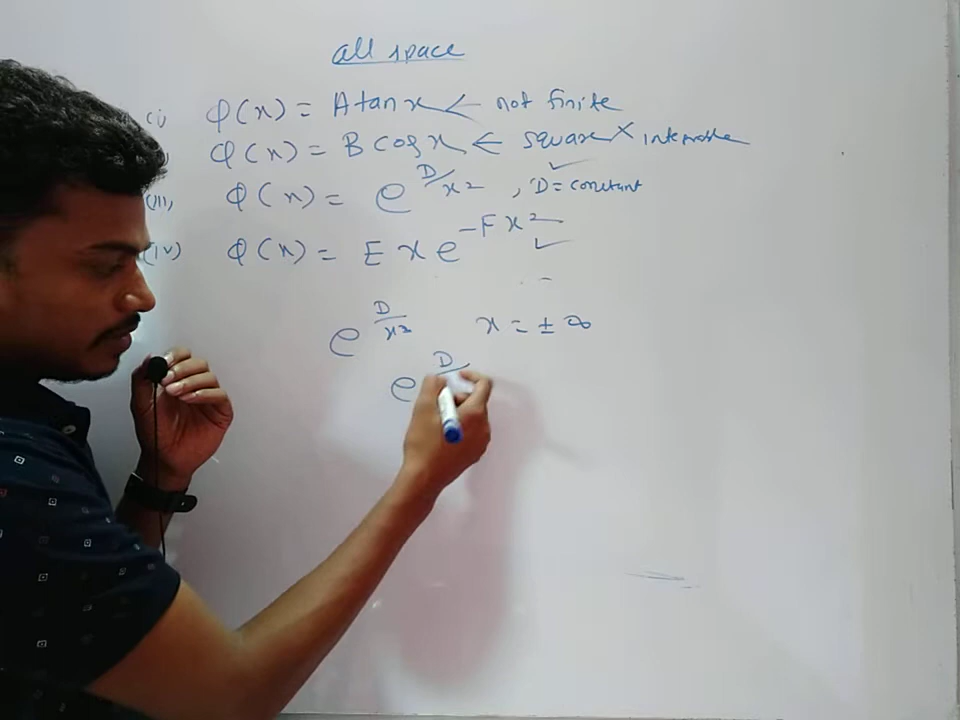 all space
(i) φ(x) = A tan x ← not finite
) φ(x) = B cos x ← square × integrable
(iii) φ(x) = e^{D/x²} ✓, D = constant
(iv) φ(x) = E x e^{-Fx²} ✓
e^{D/x²} x = ± ∞
e^{D/